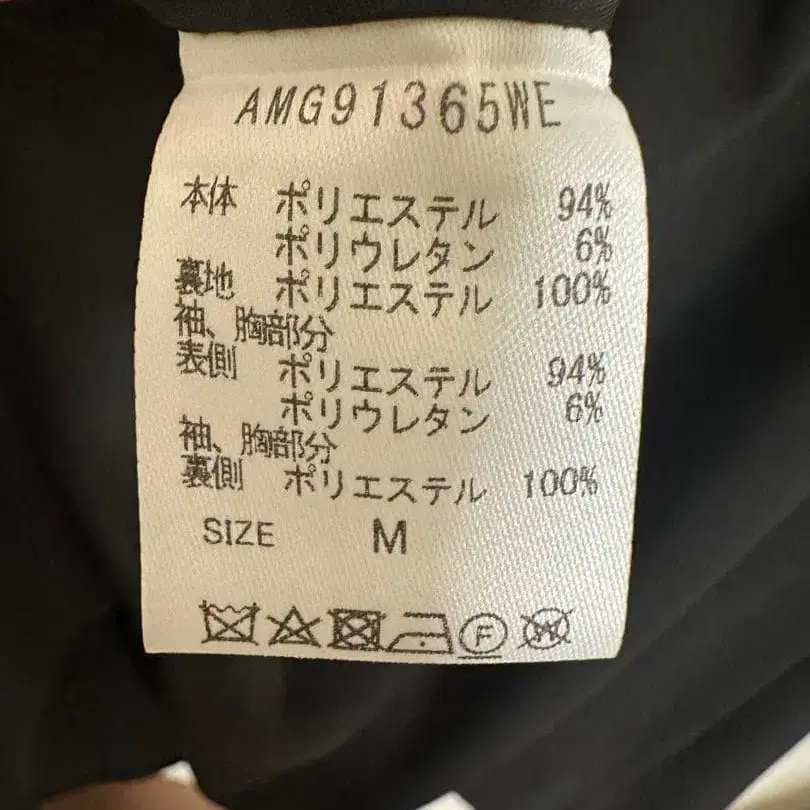 AMG91365WE
本体 ポリエステル 94%
ポリウレタン 6%
裏地 ポリエステル 100%
袖、胸部分
表側 ポリエステル 94%
ポリウレタン 6%
袖、胸部分
裏側 ポリエステル 100%
SIZE M
F W